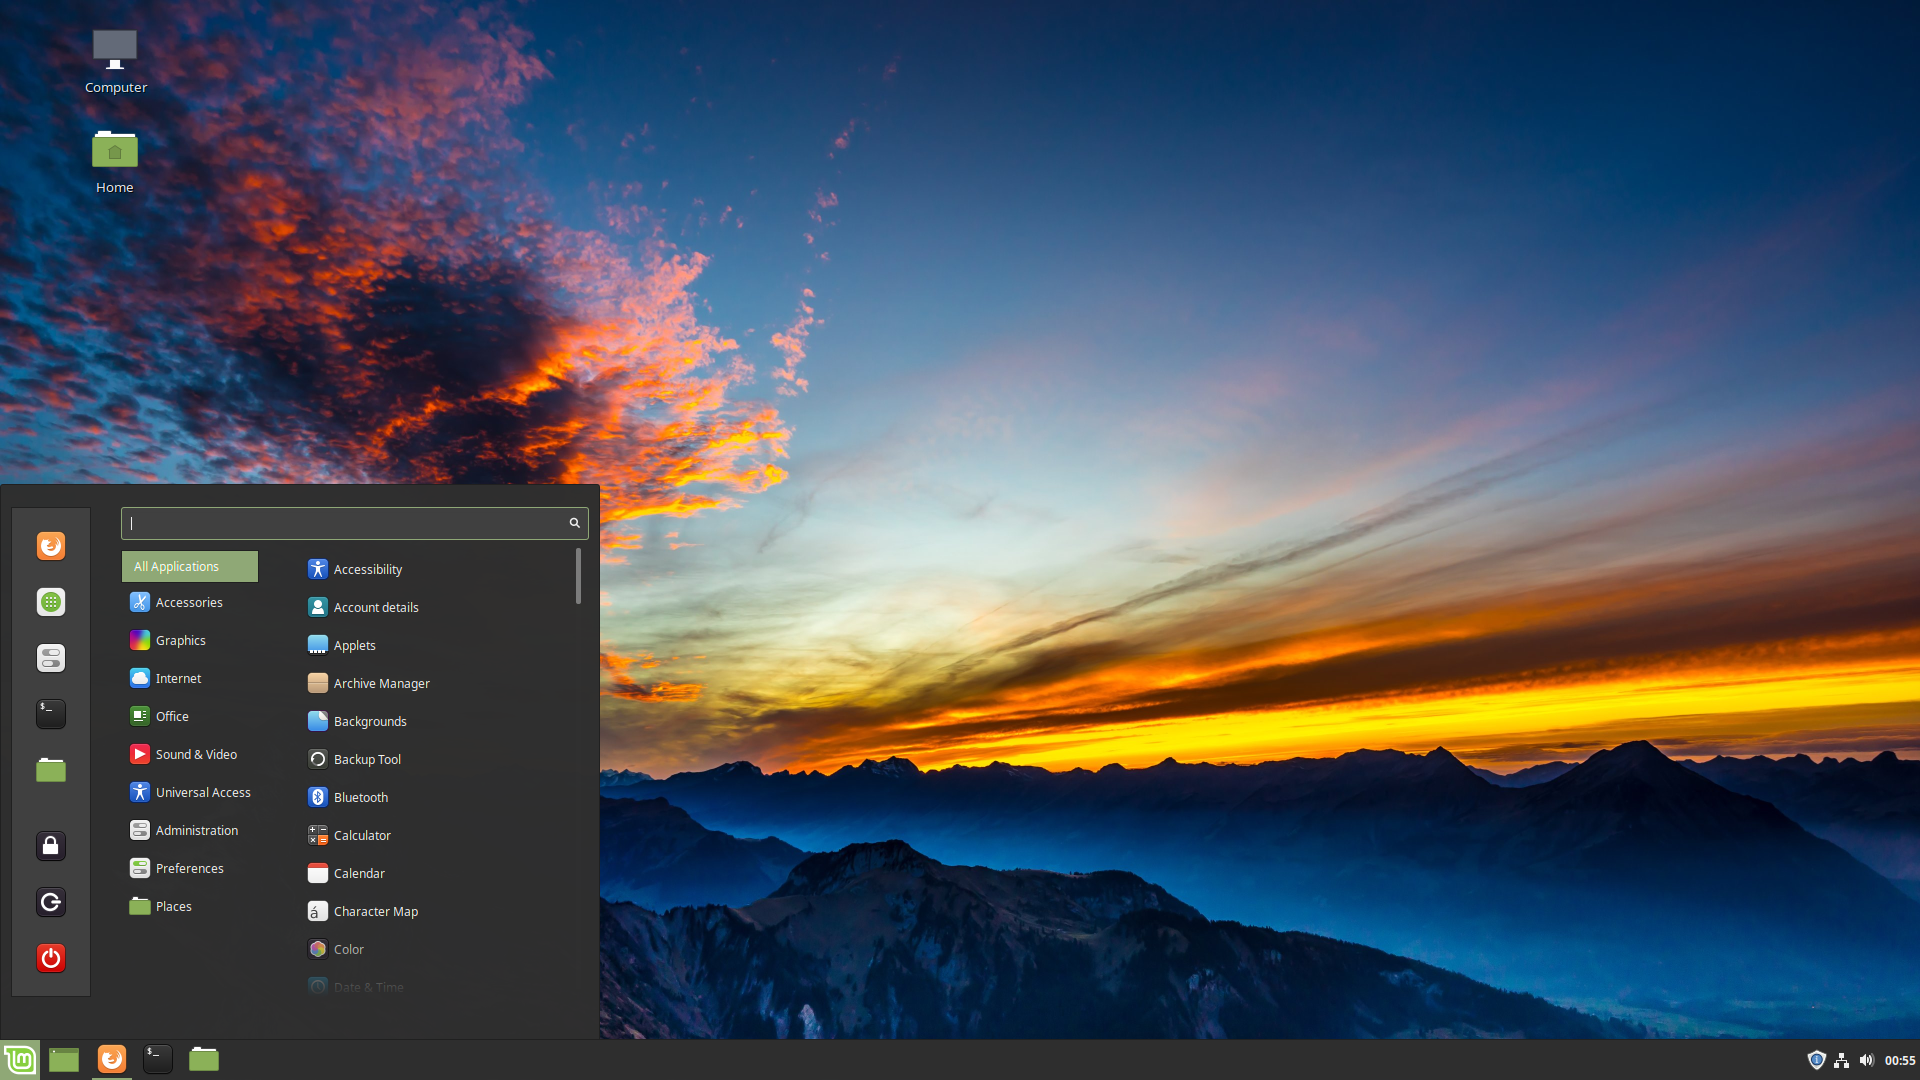 Computer
Home
All Applications
Accessories
Graphics
Internet
Office
Sound & Video
Universal Access
Administration
Preferences
Places
Accessibility
Account details
Applets
Archive Manager
Backgrounds
Backup Tool
Bluetooth
Calculator
Calendar
Character Map
Color
Date & Time
00:55